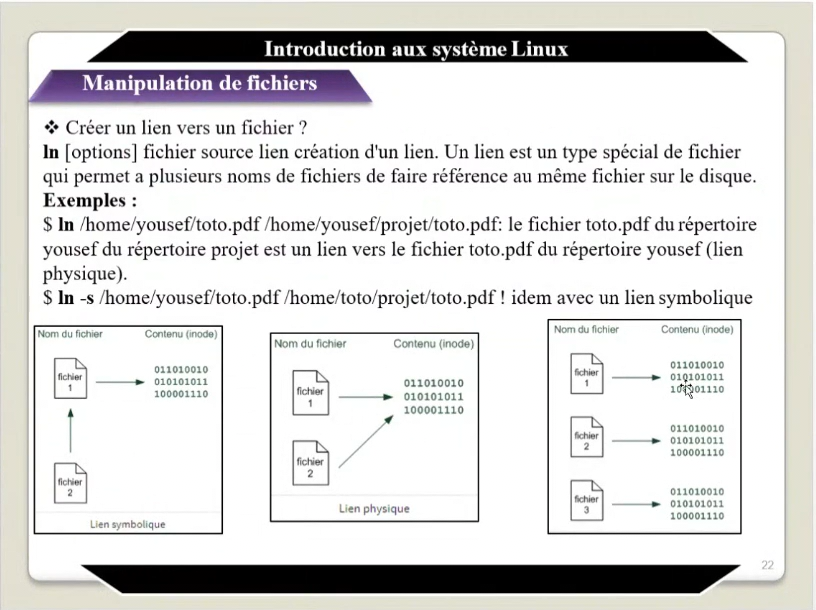 Introduction aux système Linux
Manipulation de fichiers
❖ Créer un lien vers un fichier ?
ln [options] fichier source lien création d'un lien. Un lien est un type spécial de fichier
qui permet a plusieurs noms de fichiers de faire référence au même fichier sur le disque.
Exemples :
$ ln /home/yousef/toto.pdf /home/yousef/projet/toto.pdf: le fichier toto.pdf du répertoire
yousef du répertoire projet est un lien vers le fichier toto.pdf du répertoire yousef (lien
physique).
$ ln -s /home/yousef/toto.pdf /home/toto/projet/toto.pdf ! idem avec un lien symbolique
Nom du fichier Contenu (inode)
fichier
1
011010010
010101011
100001110
fichier
2
Lien symbolique
Nom du fichier Contenu (inode)
fichier
1
011010010
010101011
100001110
fichier
2
Lien physique
Nom du fichier Contenu (inode)
fichier
1
011010010
010101011
100001110
fichier
2
011010010
010101011
100001110
fichier
3
011010010
010101011
100001110
22